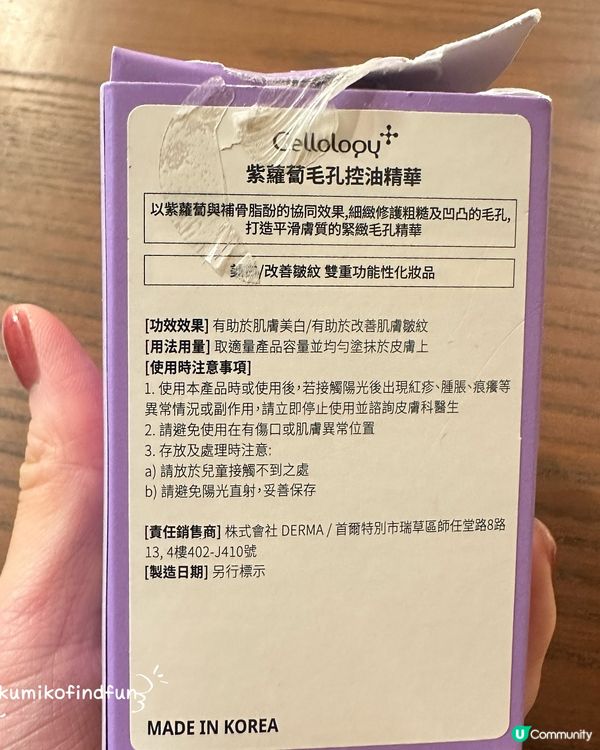 Cellology
紫蘿蔔毛孔控油精華
以紫蘿蔔與補骨脂酚的協同效果,細緻修護粗糙及凹凸的毛孔,
打造平滑膚質的緊緻毛孔精華
/改善皺紋 雙重功能性化妝品
[功效效果] 有助於肌膚美白/有助於改善肌膚皺紋
[用法用量] 取適量產品容量並均勻塗抹於皮膚上
[使用時注意事項]
1. 使用本產品時或使用後,若接觸陽光後出現紅疹、腫脹、痕癢等
異常情況或副作用,請立即停止使用並諮詢皮膚科醫生
2. 請避免使用在有傷口或肌膚異常位置
3. 存放及處理時注意:
a) 請放於兒童接觸不到之處
b) 請避免陽光直射,妥善保存
[責任銷售商] 株式會社 DERMA / 首爾特別市瑞草區師任堂路8路
13, 4樓402-J410號
[製造日期] 另行標示
MADE IN KOREA
kumikofindfun
U Community